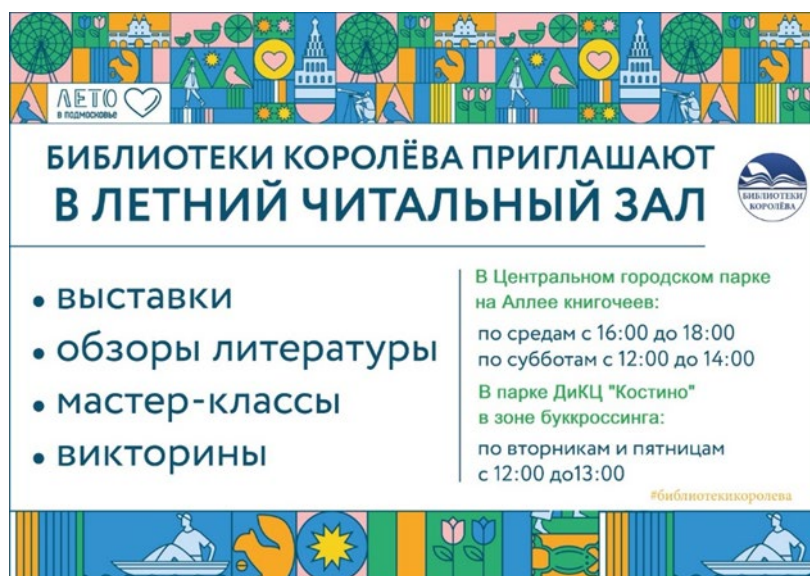 ЛЕТО
в подмосковье
БИБЛИОТЕКИ КОРОЛЁВА ПРИГЛАШАЮТ
В ЛЕТНИЙ ЧИТАЛЬНЫЙ ЗАЛ
БИБЛИОТЕКИ
КОРОЛЁВА
• выставки
• обзоры литературы
• мастер-классы
• викторины
В Центральном городском парке
на Аллее книгочеев:
по средам с 16:00 до 18:00
по субботам с 12:00 до 14:00
В парке ДиКЦ "Костино"
в зоне буккроссинга:
по вторникам и пятницам
с 12:00 до13:00
#библиотекикоролева